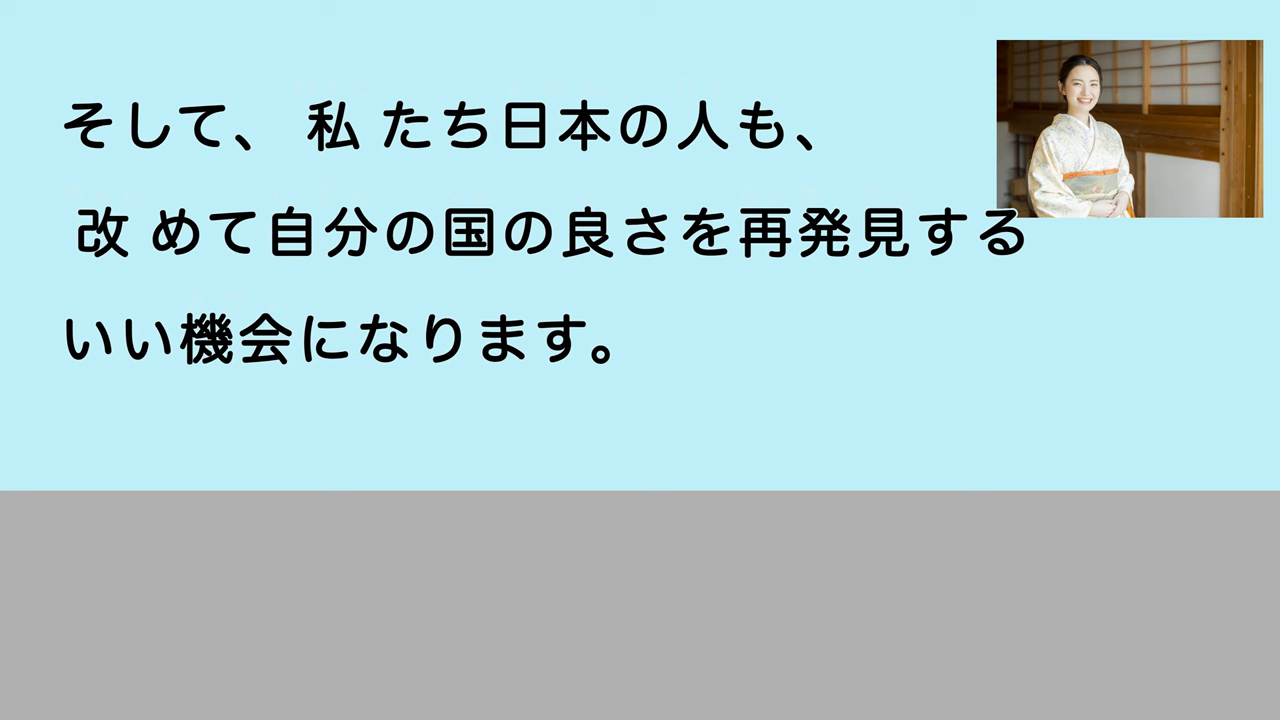 そして、 私 たち日本の人も、
改 めて自分の国の良さを再発見する
いい機会になります。